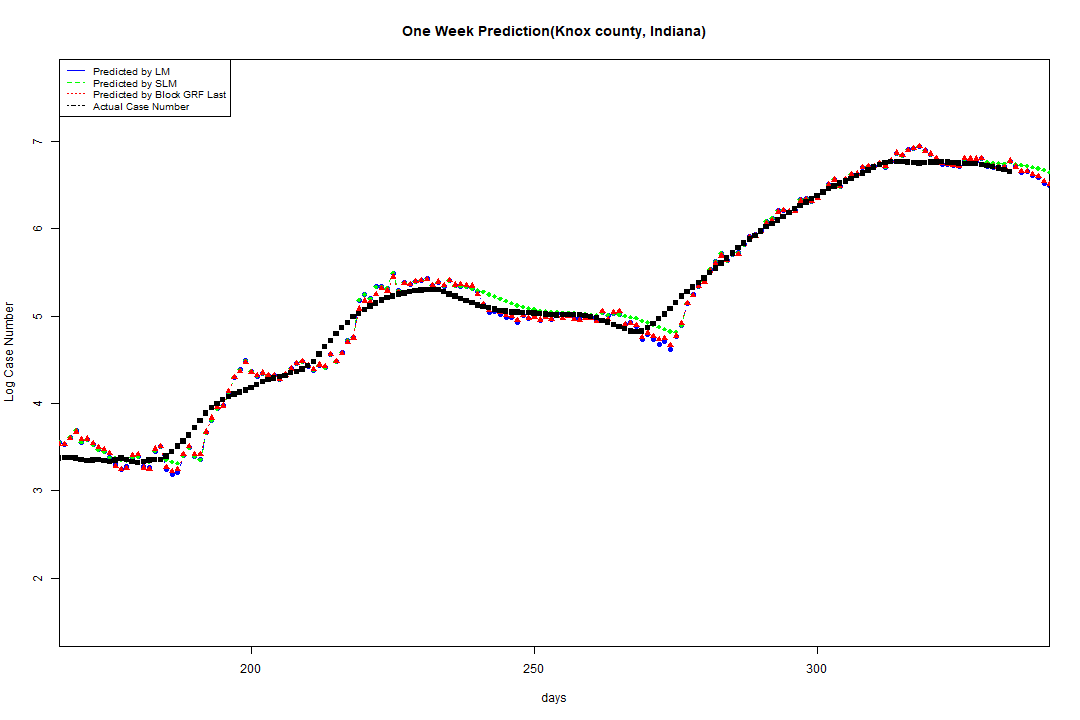 One Week Prediction(Knox county, Indiana)
Predicted by LM
Predicted by SLM
Predicted by Block GRF Last
Actual Case Number
7
6
5
4
3
2
Log Case Number
200
250
300
days